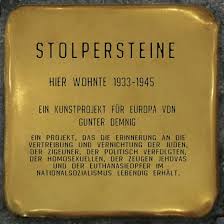 STOLPERSTEINE
HIER WOHNTE 1933-1945
EIN KUNSTPROJEKT FÜR EUROPA VON
GUNTER DEMNIG
EIN PROJEKT, DAS DIE ERINNERUNG AN DIE
VERTREIBUNG UND VERNICHTUNG DER JUDEN,
DER ZIGEUNER, DER POLITISCH VERFOLGTEN,
DER HOMOSEXUELLEN, DER ZEUGEN JEHOVAS
UND DER EUTHANASIEOPFER IM
NATIONALSOZIALISMUS LEBENDIG ERHÄLT.